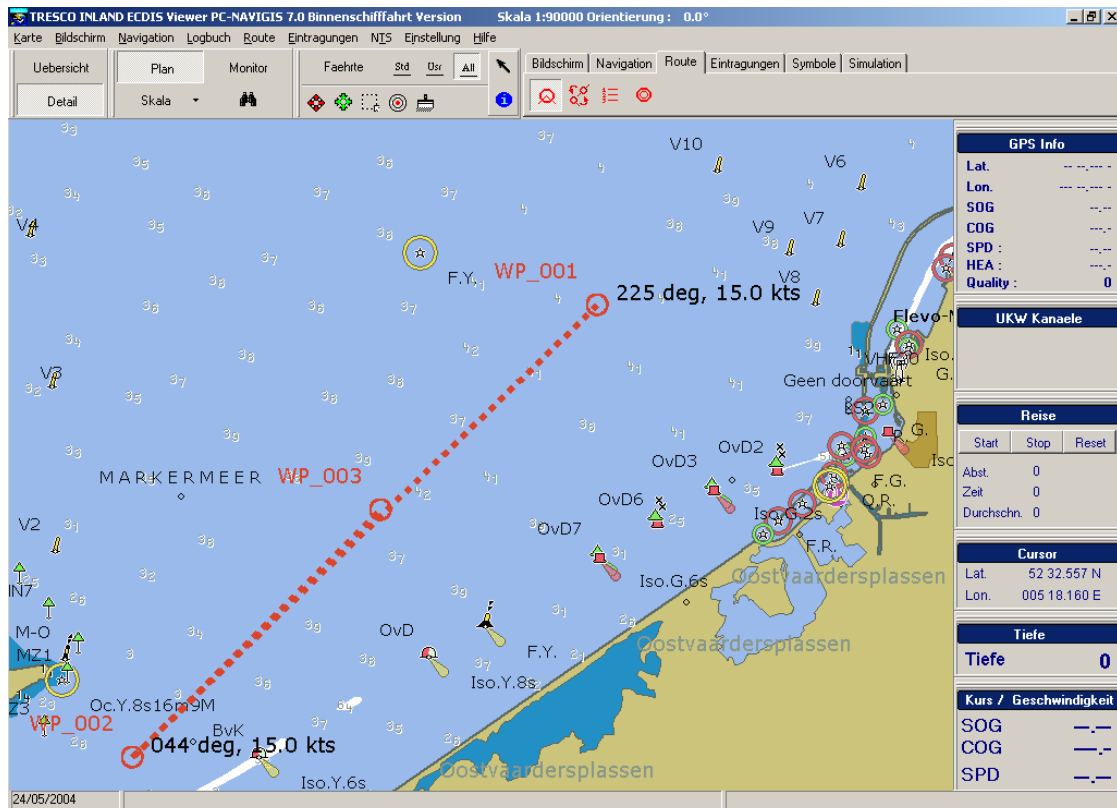 TRESCO INLAND ECDIS Viewer PC-NAVIGIS 7.0 Binnenschifffahrt Version Skala 1:90000 Orientierung : 0.0°
Karte Bildschirm Navigation Logbuch Route Eintragungen NTS Einstellung Hilfe
Uebersicht Plan Monitor Faehrte Std Usr All
Bildschirm Navigation Route Eintragungen Symbole Simulation
Detail Skala
GPS Info
Lat. -- --.--- -
Lon. --- --.--- -
SOG --.--
COG ---.-
SPD : --.--
HEA : ---.-
Quality : 0
UKW Kanaele
Reise
Start Stop Reset
Abst. 0
Zeit 0
Durchschn. 0
Cursor
Lat. 52 32.557 N
Lon. 005 18.160 E
Tiefe
Tiefe 0
Kurs / Geschwindigkeit
SOG --.--
COG ---.-
SPD --.--
V10
V6
V4
V9
V7
V8
F.Y.
WP_001
225 deg, 15.0 kts
Flevo-M
Iso.
G.
V3
Geen doorvaart
G.
OvD2
OvD3
Iso
MARKERMEER
WP_003
F.G.
Q.R.
OvD6
Iso.G.2s
V2
OvD7
F.R.
Iso.G.6s
Oostvaardersplassen
IN7
M-O
MZ1
OvD
F.Y.
Oostvaardersplassen
Iso.Y.8s
Oc.Y.8s16m9M
Z3
WP_002
BvK
044° deg, 15.0 kts
Iso.Y.6s
Oostvaardersplassen
24/05/2004